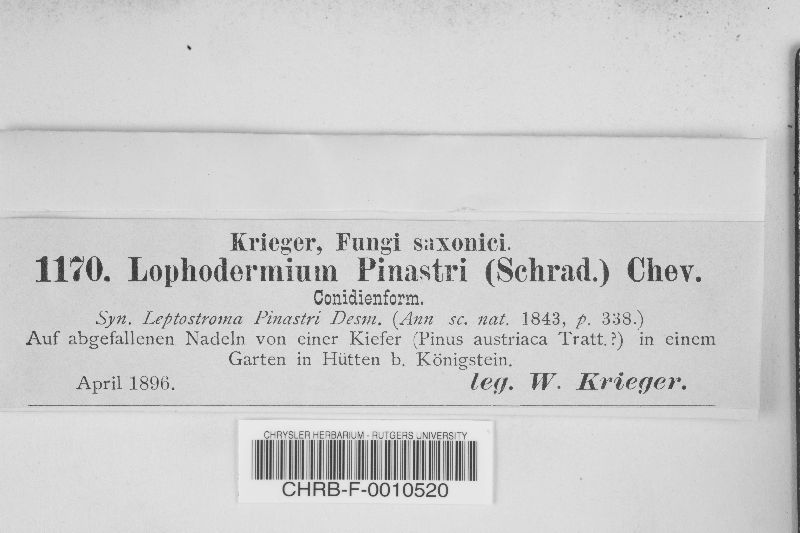 Krieger, Fungi saxonici.
1170. Lophodermium Pinastri (Schrad.) Chev.
Conidienform.
Syn. Leptostroma Pinastri Desm. (Ann sc. nat. 1843, p. 338.)
Auf abgefallenen Nadeln von einer Kiefer (Pinus austriaca Tratt.?) in einem
Garten in Hütten b. Königstein.
April 1896. leg. W. Krieger.
CHRYSLER HERBARIUM - RUTGERS UNIVERSITY
CHRB-F-0010520